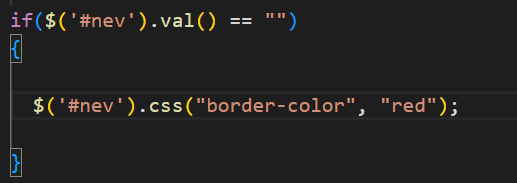 if($('#nev').val() == "")
{
$('#nev').css("border-color", "red");
}